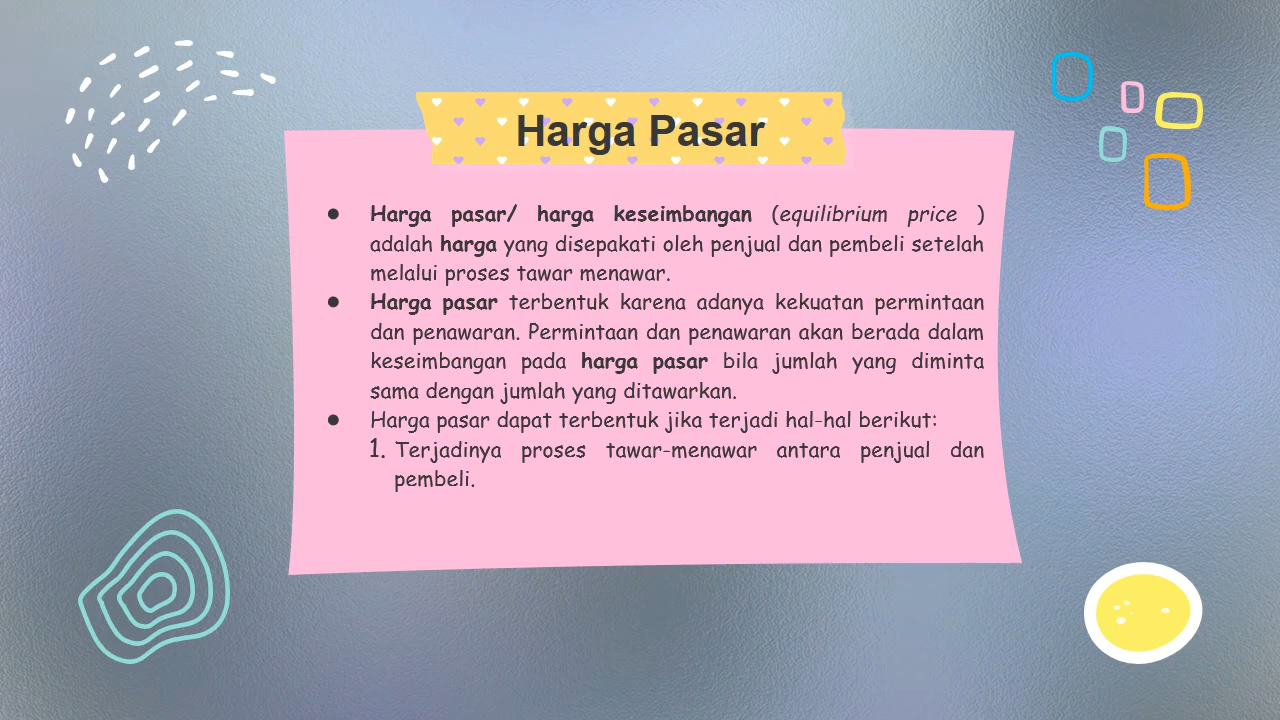 Harga Pasar
● Harga pasar/ harga keseimbangan (equilibrium price )
adalah harga yang disepakati oleh penjual dan pembeli setelah
melalui proses tawar menawar.
● Harga pasar terbentuk karena adanya kekuatan permintaan
dan penawaran. Permintaan dan penawaran akan berada dalam
keseimbangan pada harga pasar bila jumlah yang diminta
sama dengan jumlah yang ditawarkan.
● Harga pasar dapat terbentuk jika terjadi hal-hal berikut:
1. Terjadinya proses tawar-menawar antara penjual dan
pembeli.